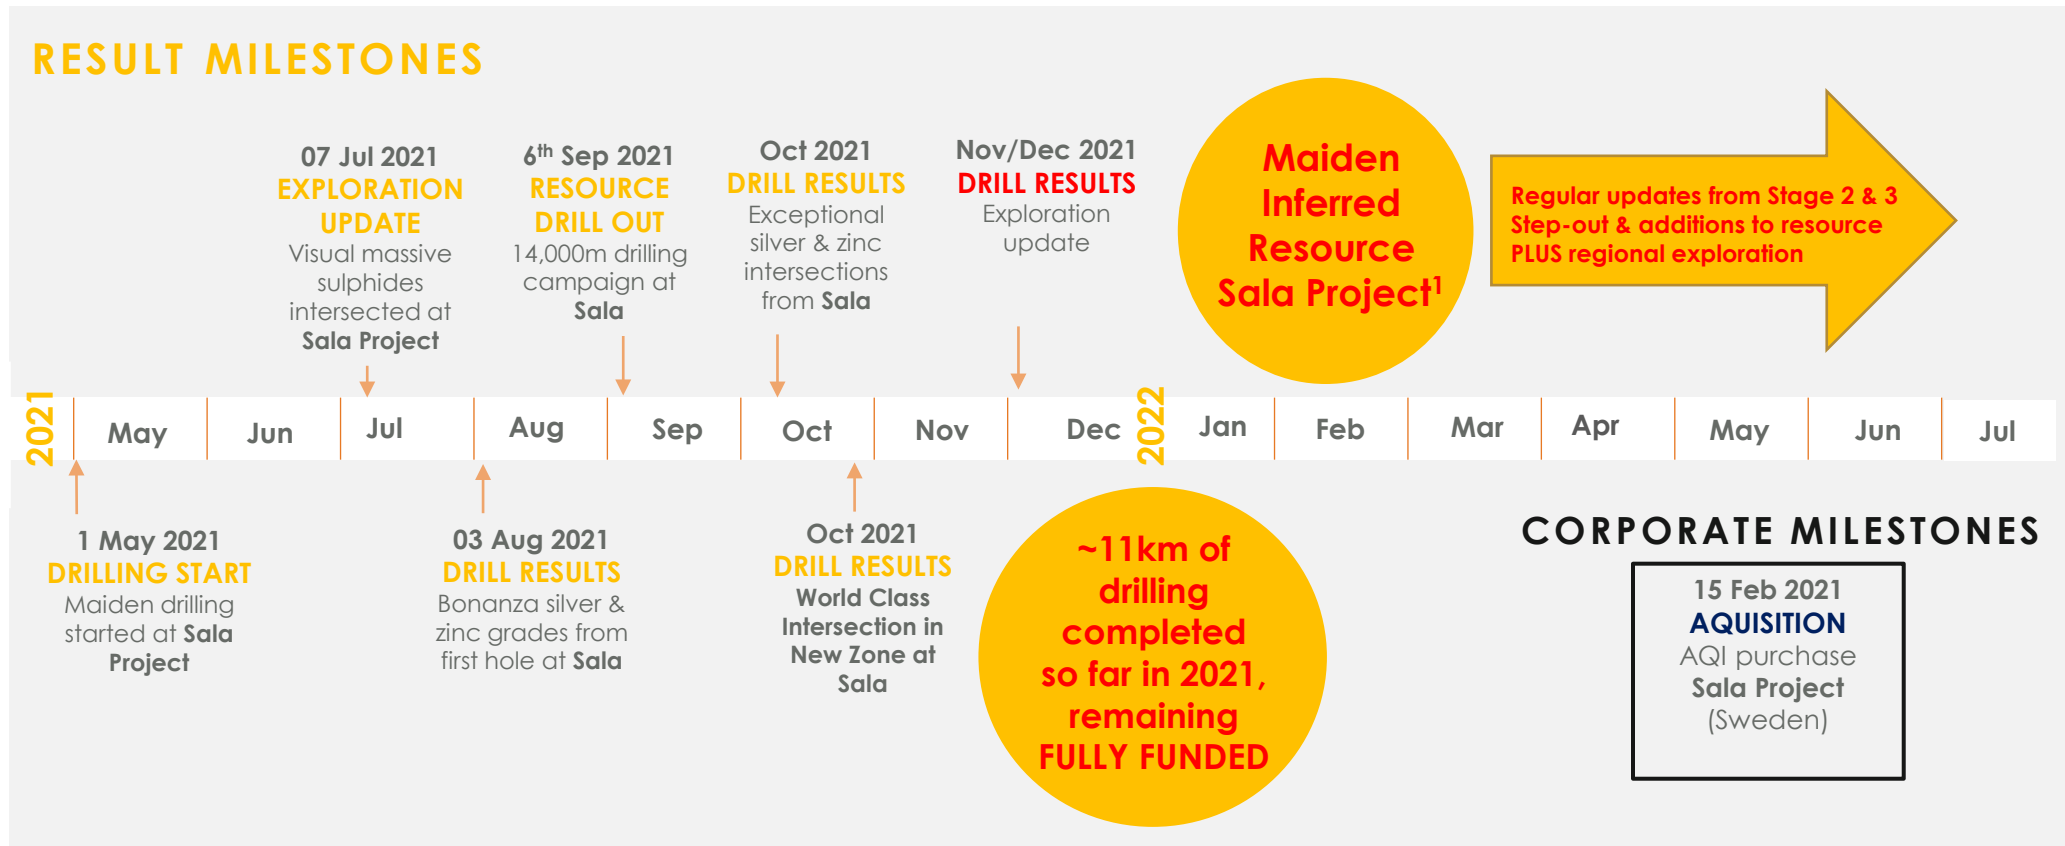 RESULT MILESTONES
07 Jul 2021
EXPLORATION
UPDATE
Visual massive
sulphides
intersected at
Sala Project
6th Sep 2021
RESOURCE
DRILL OUT
14,000m drilling
campaign at
Sala
Oct 2021
DRILL RESULTS
Exceptional
silver & zinc
intersections
from Sala
Nov/Dec 2021
DRILL RESULTS
Exploration
update
Maiden
Inferred
Resource
Sala Project1
Regular updates from Stage 2 & 3
Step-out & additions to resource
PLUS regional exploration
2021 May Jun Jul Aug Sep Oct Nov Dec 2022 Jan Feb Mar Apr May Jun Jul
1 May 2021
DRILLING START
Maiden drilling
started at Sala
Project
03 Aug 2021
DRILL RESULTS
Bonanza silver &
zinc grades from
first hole at Sala
Oct 2021
DRILL RESULTS
World Class
Intersection in
New Zone at
Sala
~11km of
drilling
completed
so far in 2021,
remaining
FULLY FUNDED
CORPORATE MILESTONES
15 Feb 2021
AQUISITION
AQI purchase
Sala Project
(Sweden)